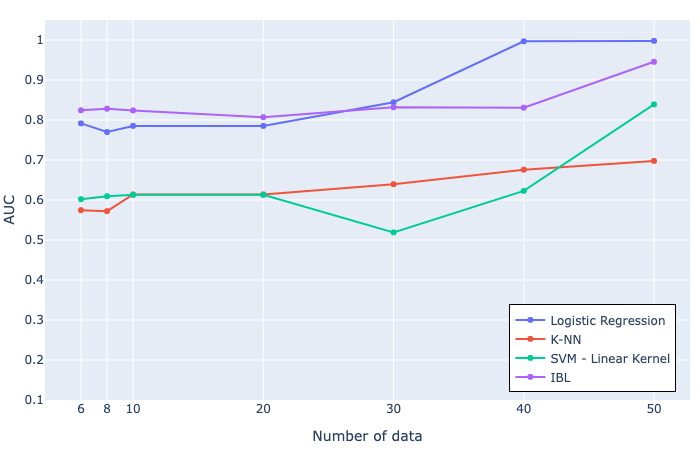 1
0.9
0.8
0.7
0.6
0.5
0.4
0.3
0.2
0.1
AUC
6 8 10 20 30 40 50
Number of data
Logistic Regression
K-NN
SVM - Linear Kernel
IBL